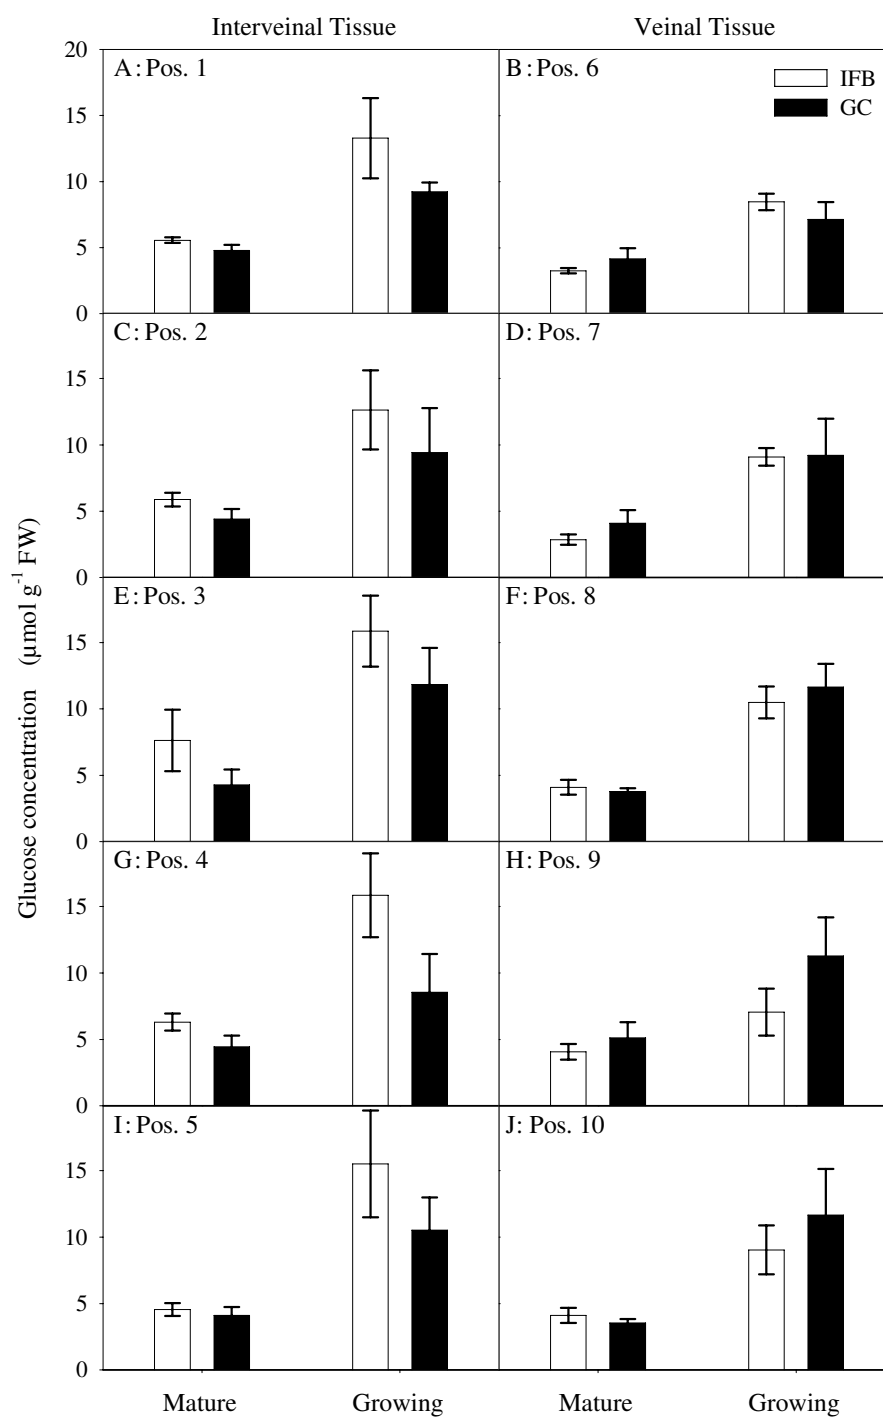 Interveinal Tissue
Veinal Tissue
20
15
10
5
0
A: Pos. 1
B: Pos. 6
IFB
GC
15
10
5
0
C: Pos. 2
D: Pos. 7
15
10
5
0
E: Pos. 3
F: Pos. 8
15
10
5
0
G: Pos. 4
H: Pos. 9
15
10
5
0
I: Pos. 5
J: Pos. 10
Glucose concentration (µmol g⁻¹ FW)
Mature
Growing
Mature
Growing